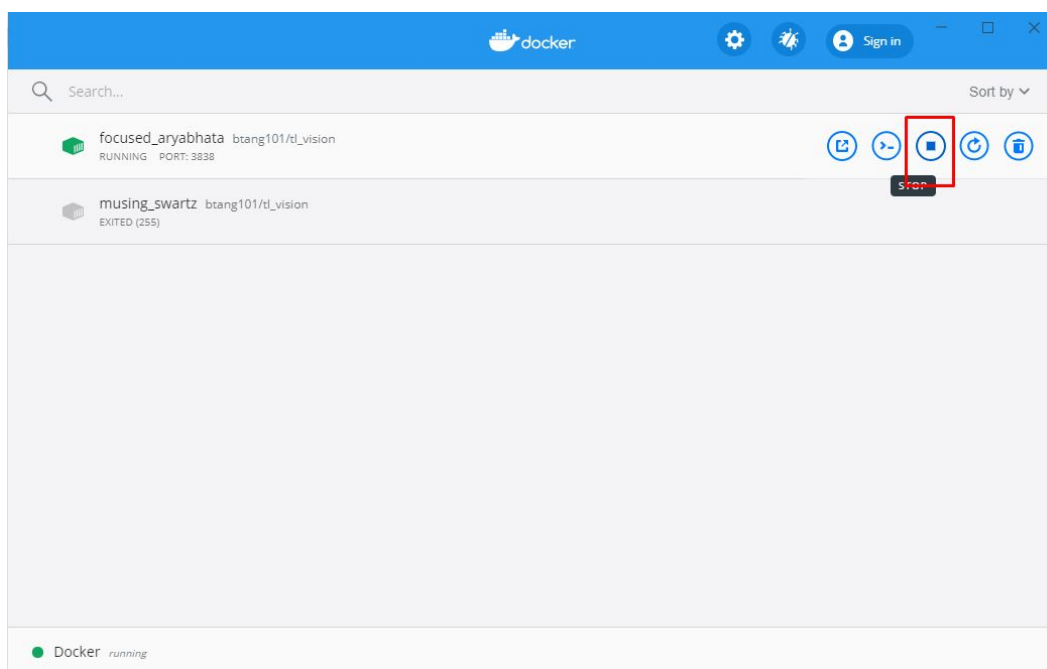 docker
Sign in
Search...
Sort by
focused_aryabhata btang101/tl_vision
RUNNING PORT: 3838
STOP
musing_swartz btang101/tl_vision
EXITED (255)
Docker running